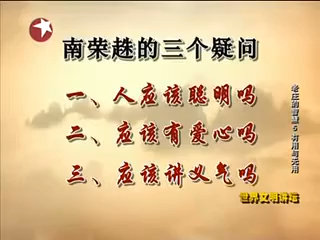 南荣趎的三个疑问
一、人应该聪明吗
二、应该有爱心吗
三、应该讲义气吗
老庄的智慧5 有用与无用
世界文明讲坛